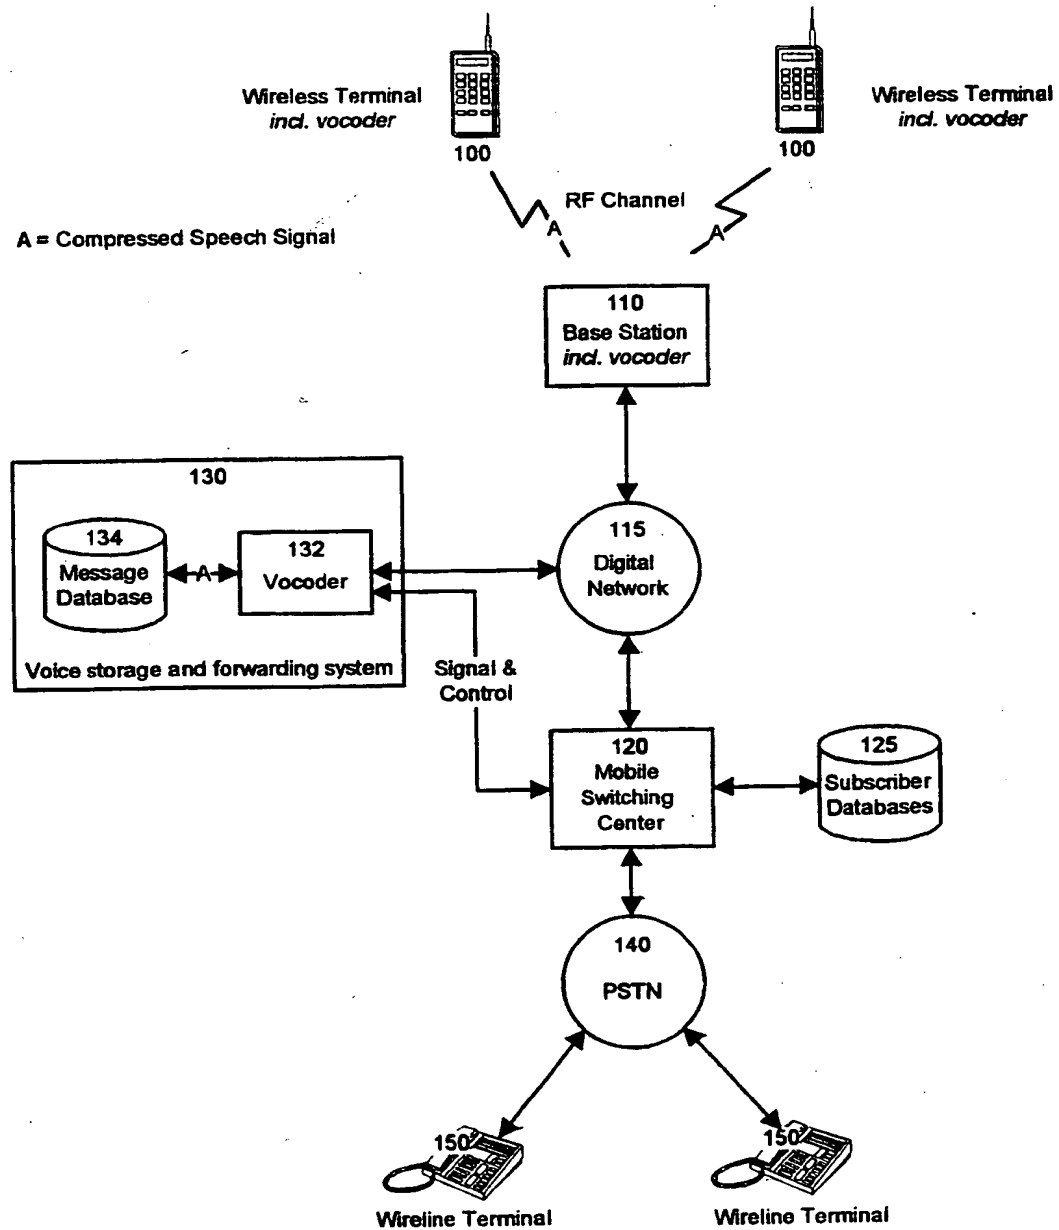 Wireless Terminal
incl. vocoder
100
Wireless Terminal
incl. vocoder
100
RF Channel
A
A
A = Compressed Speech Signal
110
Base Station
incl. vocoder
130
134
Message
Database
A
132
Vocoder
115
Digital
Network
Voice storage and forwarding system
Signal &
Control
120
Mobile
Switching
Center
125
Subscriber
Databases
140
PSTN
150
Wireline Terminal
150
Wireline Terminal